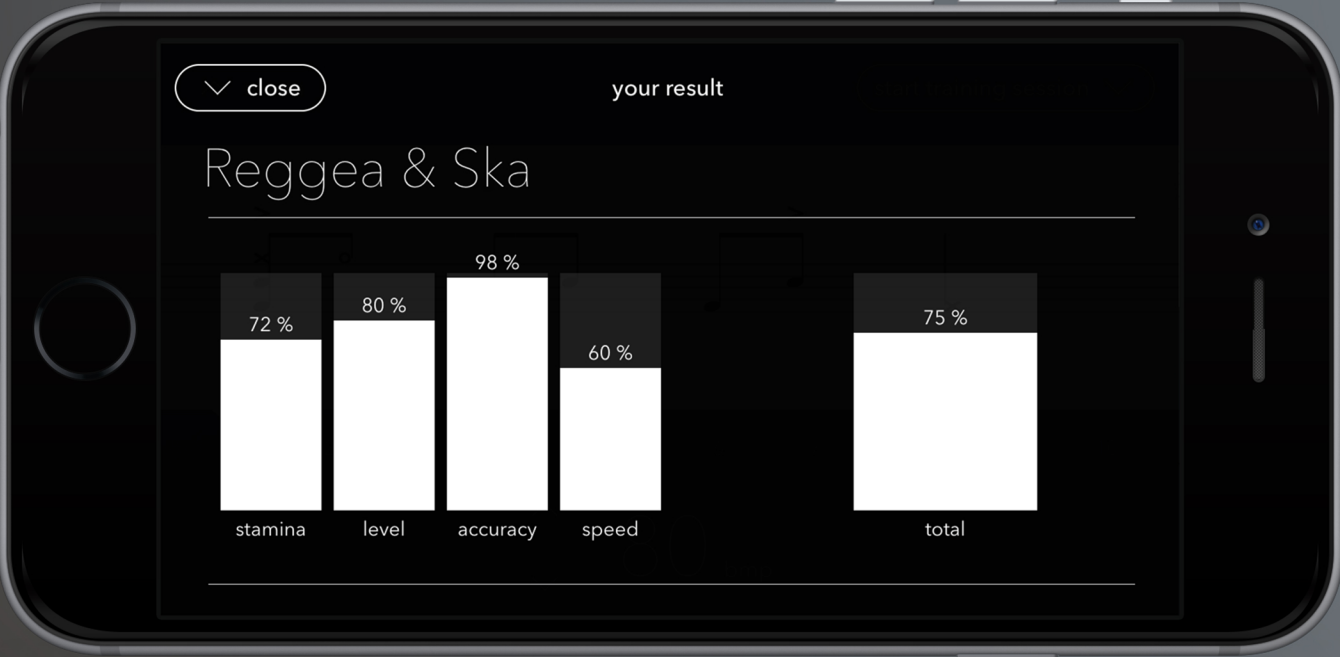 close
your result
Reggea & Ska
72 %
80 %
98 %
60 %
75 %
stamina
level
accuracy
speed
total